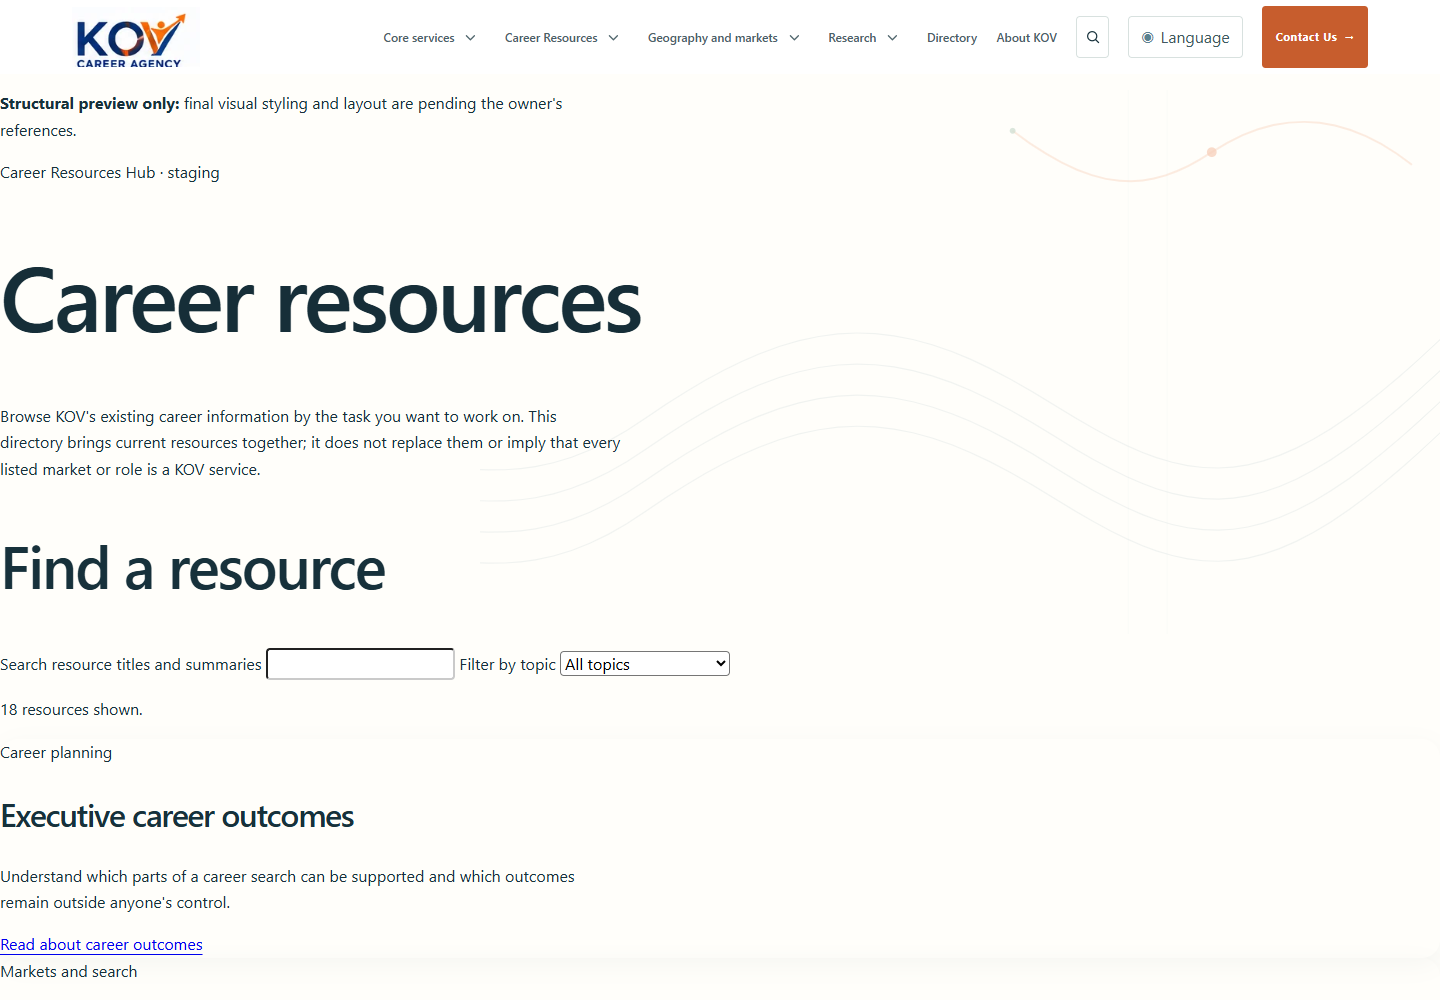 KOV
CAREER AGENCY
Core services
Career Resources
Geography and markets
Research
Directory
About KOV
Language
Contact Us →
Structural preview only: final visual styling and layout are pending the owner's
references.
Career Resources Hub · staging
Career resources
Browse KOV's existing career information by the task you want to work on. This
directory brings current resources together; it does not replace them or imply that every
listed market or role is a KOV service.
Find a resource
Search resource titles and summaries
Filter by topic
All topics
18 resources shown.
Career planning
Executive career outcomes
Understand which parts of a career search can be supported and which outcomes
remain outside anyone's control.
Read about career outcomes
Markets and search